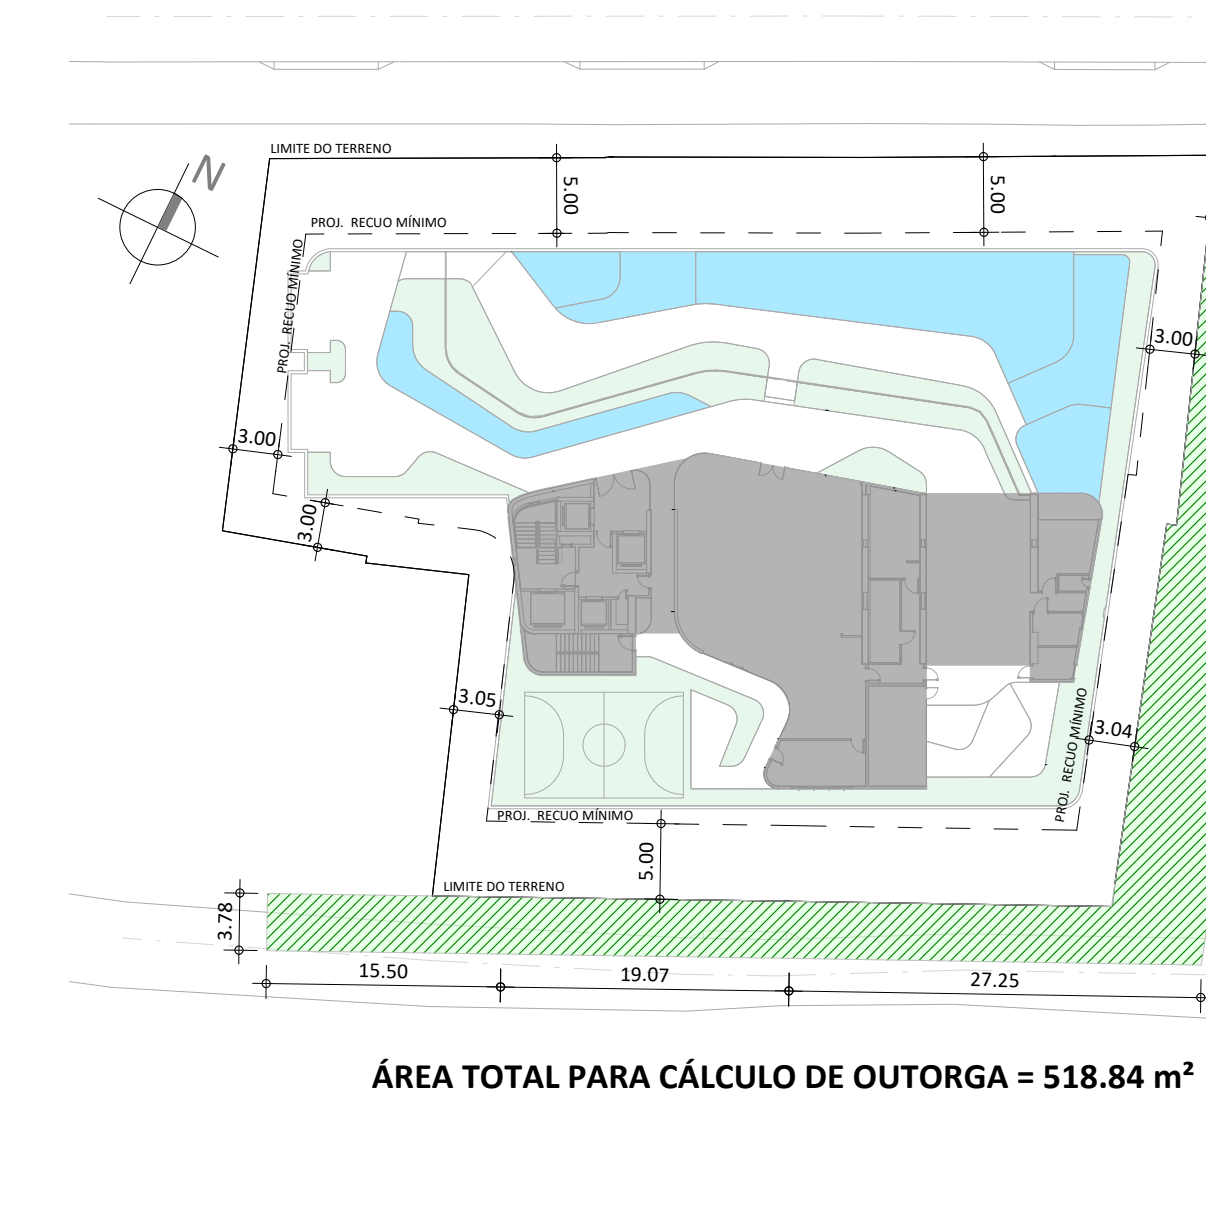 LIMITE DO TERRENO
N
5.00
5.00
PROJ. RECUO MÍNIMO
PROJ. RECUO MÍNIMO
3.00
3.00
3.00
3.05
3.04
PROJ. RECUO MÍNIMO
PROJ. RECUO MÍNIMO
5.00
LIMITE DO TERRENO
3.78
15.50
19.07
27.25
ÁREA TOTAL PARA CÁLCULO DE OUTORGA = 518.84 m²